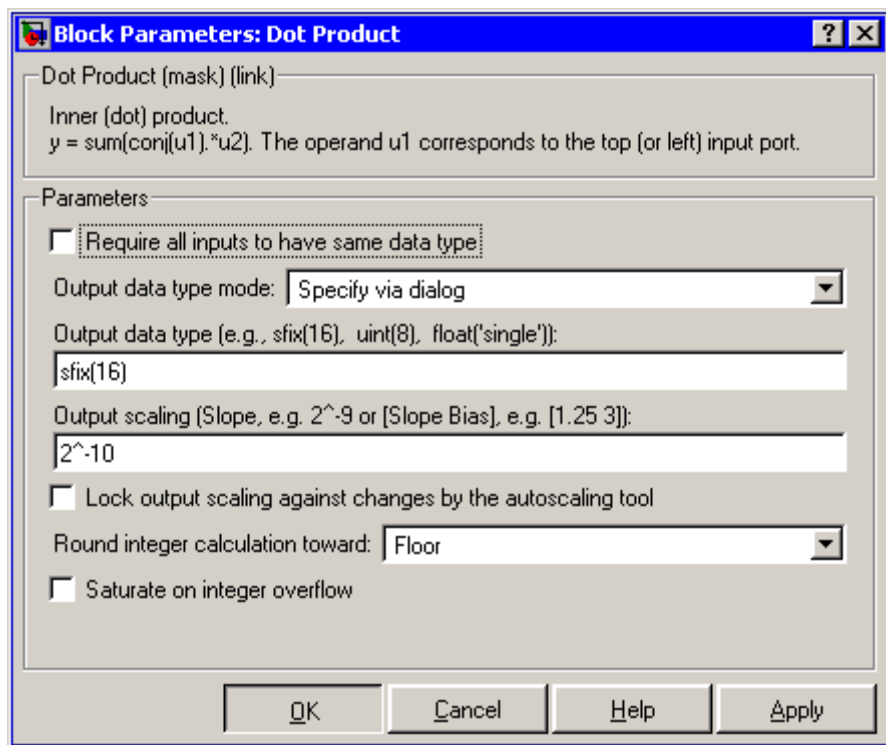 Block Parameters: Dot Product
Dot Product (mask) (link)
Inner (dot) product.
y = sum(conj(u1).*u2). The operand u1 corresponds to the top (or left) input port.
Parameters
Require all inputs to have same data type
Output data type mode: Specify via dialog
Output data type (e.g., sfix(16), uint(8), float('single')):
sfix(16)
Output scaling (Slope, e.g. 2^-9 or [Slope Bias], e.g. [1.25 3]):
2^-10
Lock output scaling against changes by the autoscaling tool
Round integer calculation toward: Floor
Saturate on integer overflow
OK Cancel Help Apply